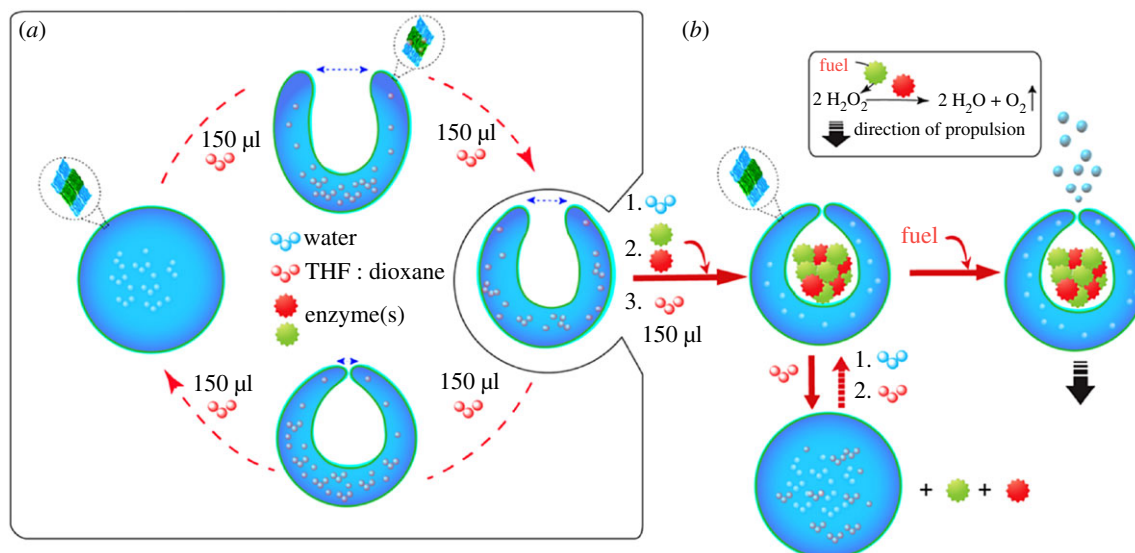 (a)
150 µl
150 µl
water
THF : dioxane
enzyme(s)
150 µl
150 µl
1.
2.
3.
150 µl
(b)
fuel
2 H₂O₂ 2 H₂O + O₂
direction of propulsion
fuel
1.
2.
+ +